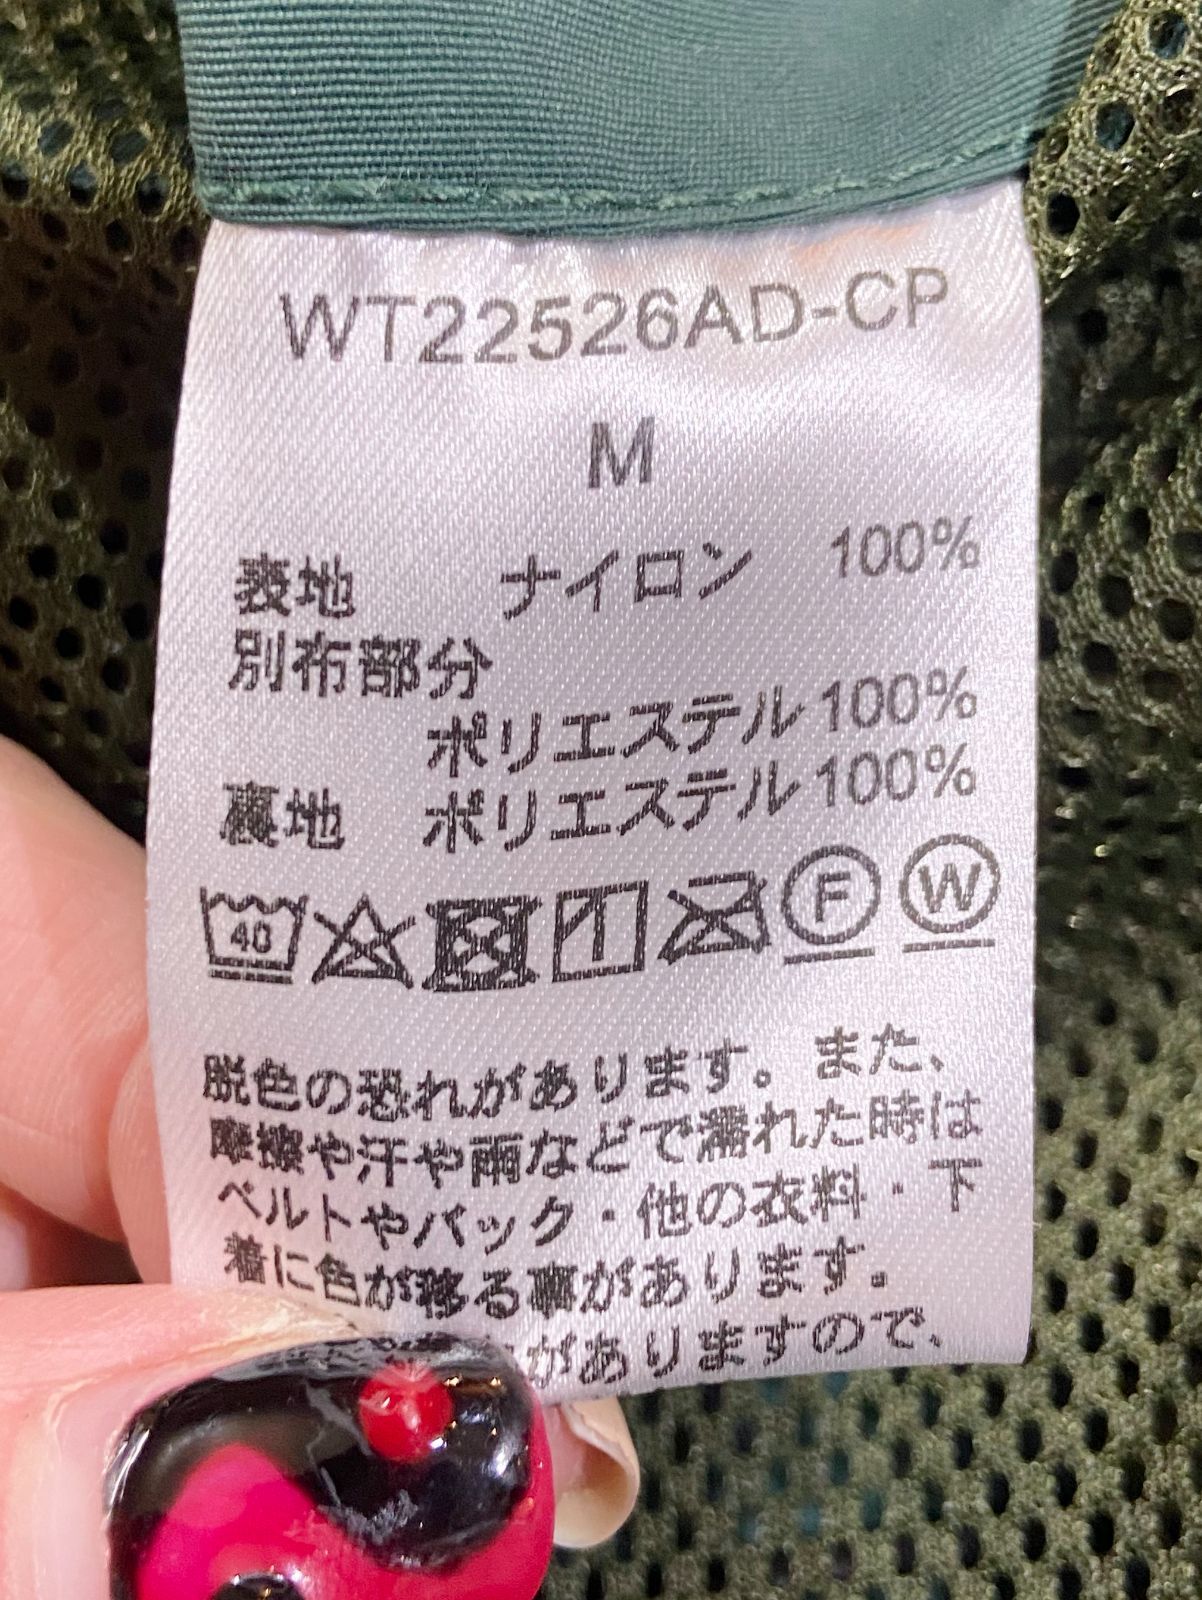 WT22526AD-CP
M
表地 ナイロン 100%
別布部分
ポリエステル100%
裏地 ポリエステル100%
40 F W
脱色の恐れがあります。また、
摩擦や汗や雨などで濡れた時は
ベルトやバック・他の衣料・下
着に色が移る事があります。
がありますので、